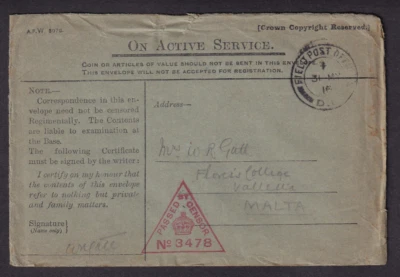 [Crown Copyright Reserved.]
ON ACTIVE SERVICE.
COIN OR ARTICLES OF VALUE SHOULD NOT BE SENT IN THIS ENVELOPE.
THIS ENVELOPE WILL NOT BE ACCEPTED FOR REGISTRATION.
FIELD POST OFFICE
31
16
NOTE.—
Correspondence in this en-
velope need not be censored
Regimentally. The Contents
are liable to examination at
the Base.
The following Certificate
must be signed by the writer:
I certify on my honour that
the contents of this envelope
refer to nothing but private
and family matters.
Signature
(Name only)
Address—
Mr R Gatt
College
Valletta
MALTA
PASSED BY CENSOR
No 3478